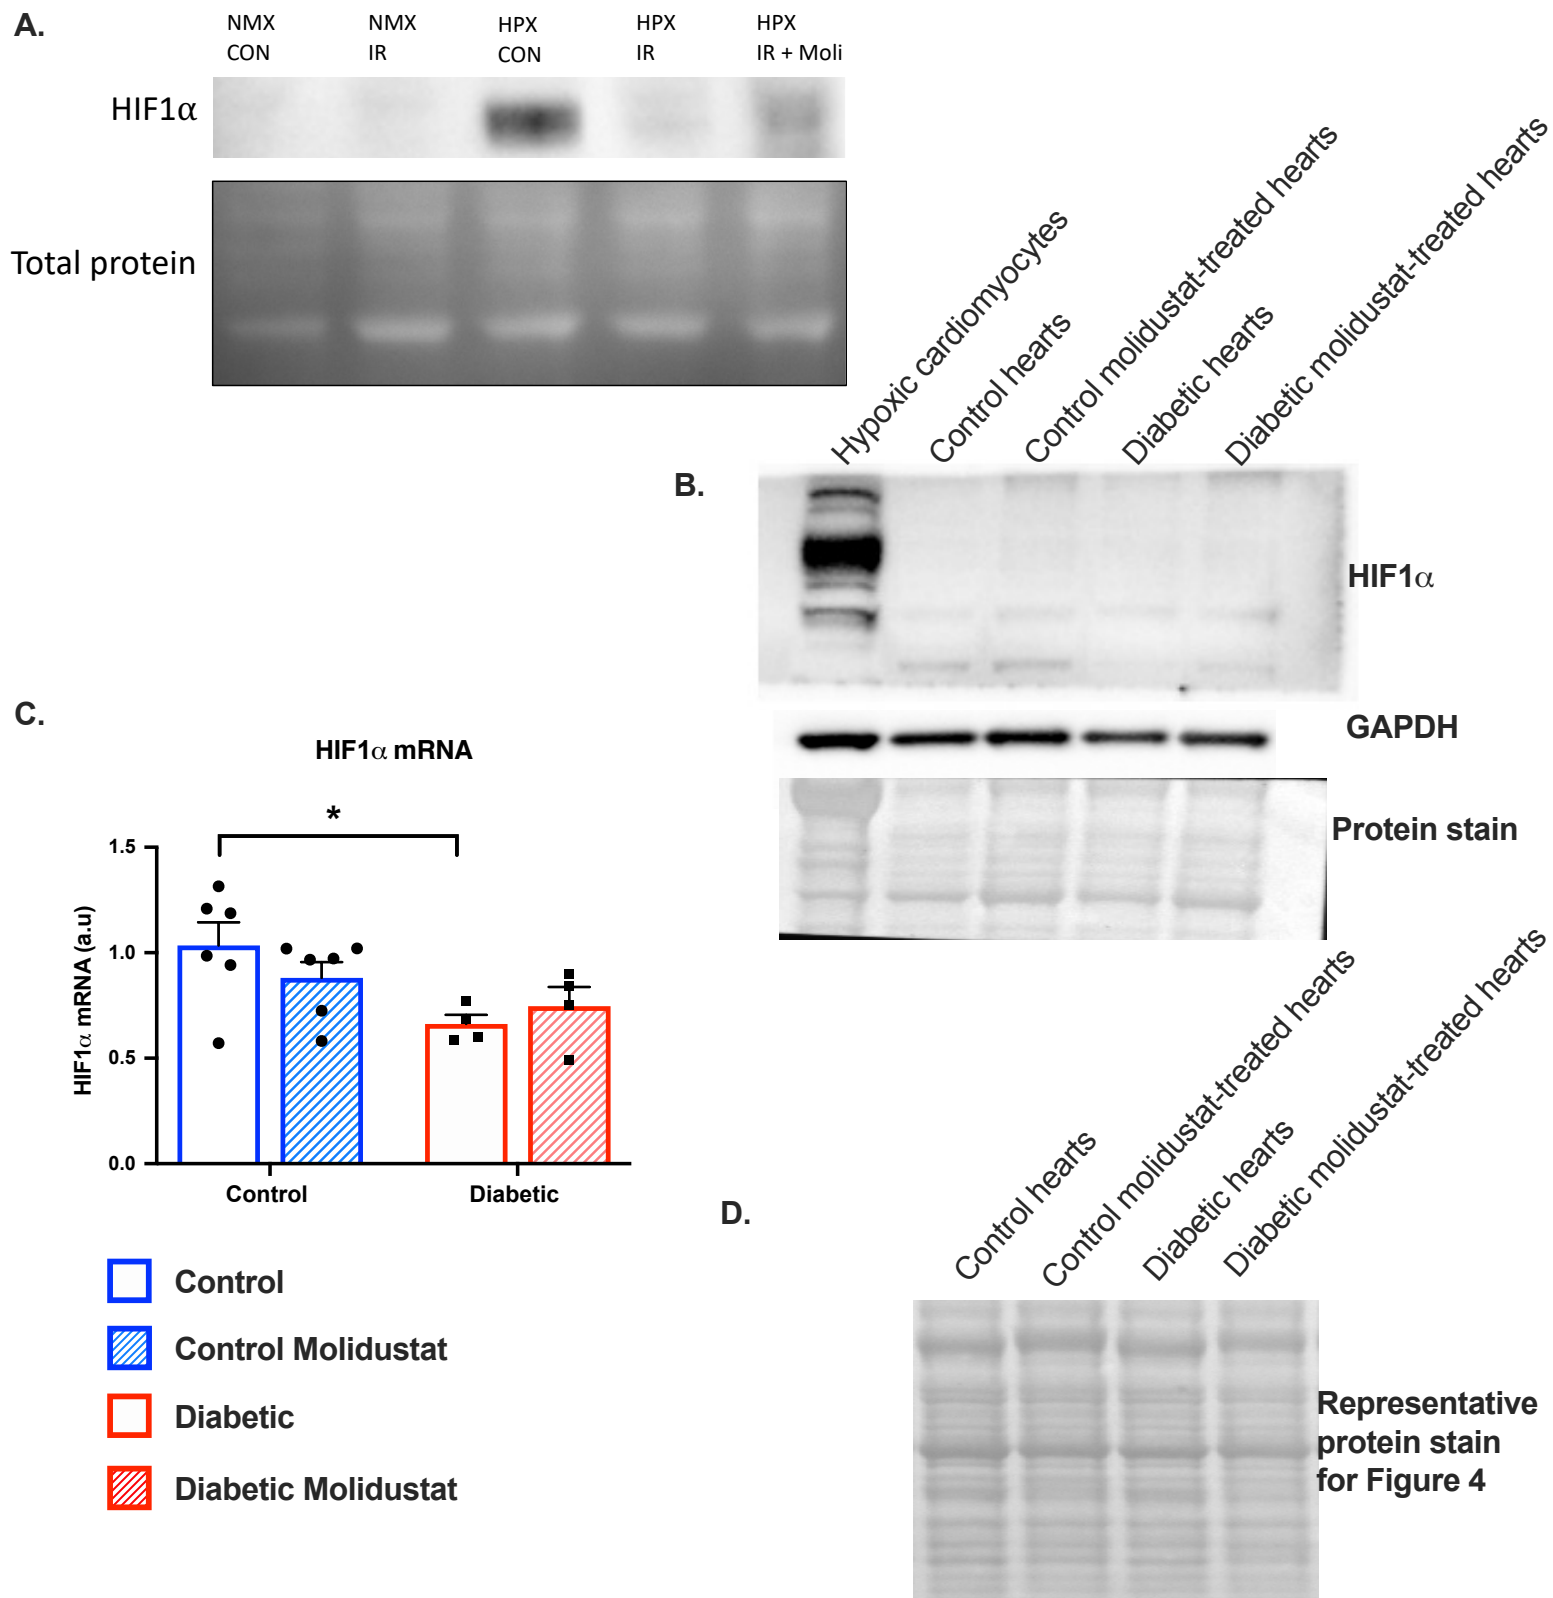 A.
NMX
CON
NMX
IR
HPX
CON
HPX
IR
HPX
IR + Moli
HIF1α
Total protein
B.
Hypoxic cardiomyocytes
Control hearts
Control molidustat-treated hearts
Diabetic hearts
Diabetic molidustat-treated hearts
HIF1α
GAPDH
Protein stain
C.
HIF1α mRNA
*
HIF1α mRNA (a.u)
1.5
1.0
0.5
0.0
Control
Diabetic
Control
Control Molidustat
Diabetic
Diabetic Molidustat
D.
Control hearts
Control molidustat-treated hearts
Diabetic hearts
Diabetic molidustat-treated hearts
Representative
protein stain
for Figure 4